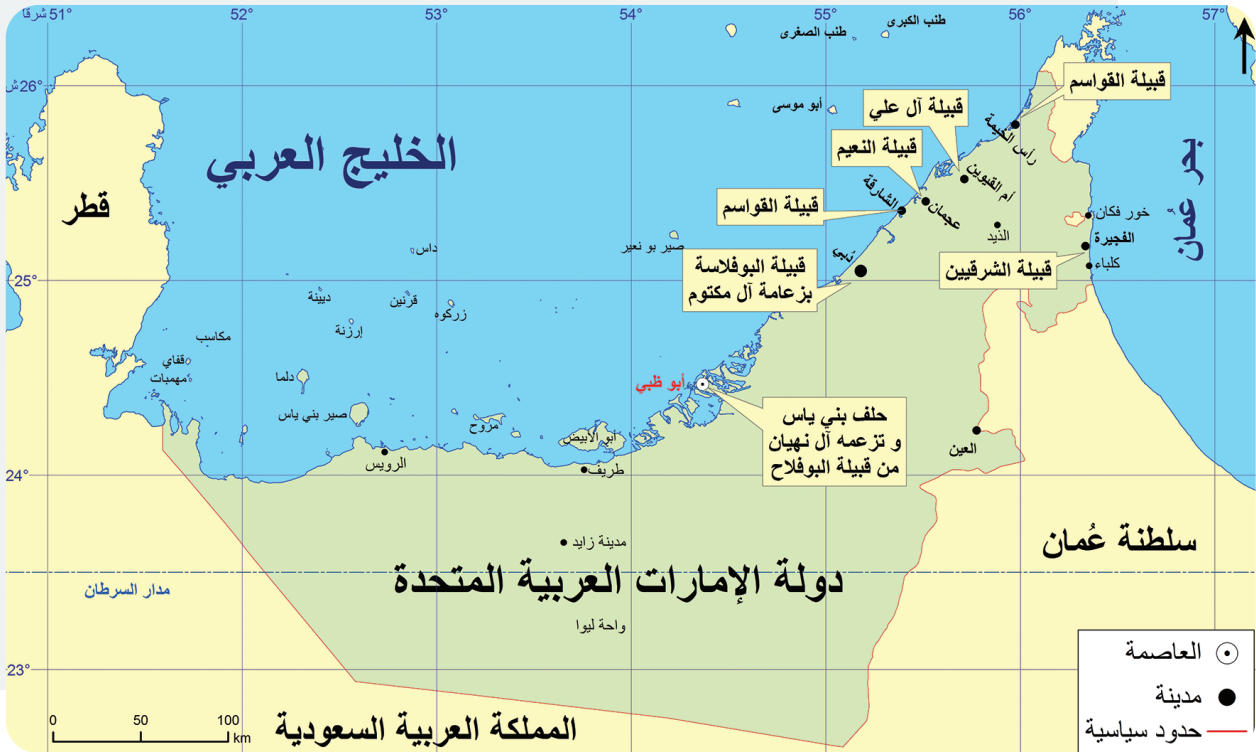 51° شرقا
52°
53°
54°
55°
56°
57°
26° ش
25°
24°
23°
طنب الكبرى
طنب الصغرى
أبو موسى
قبيلة القواسم
قبيلة آل علي
قبيلة النعيم
قبيلة القواسم
قبيلة البوفلاسة
بزعامة آل مكتوم
قبيلة الشرقيين
حلف بني ياس
و تزعمه آل نهيان
من قبيلة البوفلاح
الخليج العربي
بحر عُمان
قطر
رأس الخيمة
أم القيوين
عجمان
الشارقة
دبي
الذيد
خور فكان
الفجيرة
كلباء
صير بو نعير
داس
ديينة
قرنين
زركوه
إرزنة
مكاسب
قفاي
مهمبات
دلما
صير بني ياس
مروح
أبو الأبيض
أبو ظبي
الرويس
طريف
العين
مدينة زايد
دولة الإمارات العربية المتحدة
واحة ليوا
سلطنة عُمان
مدار السرطان
المملكة العربية السعودية
0 50 100
km
العاصمة
مدينة
حدود سياسية